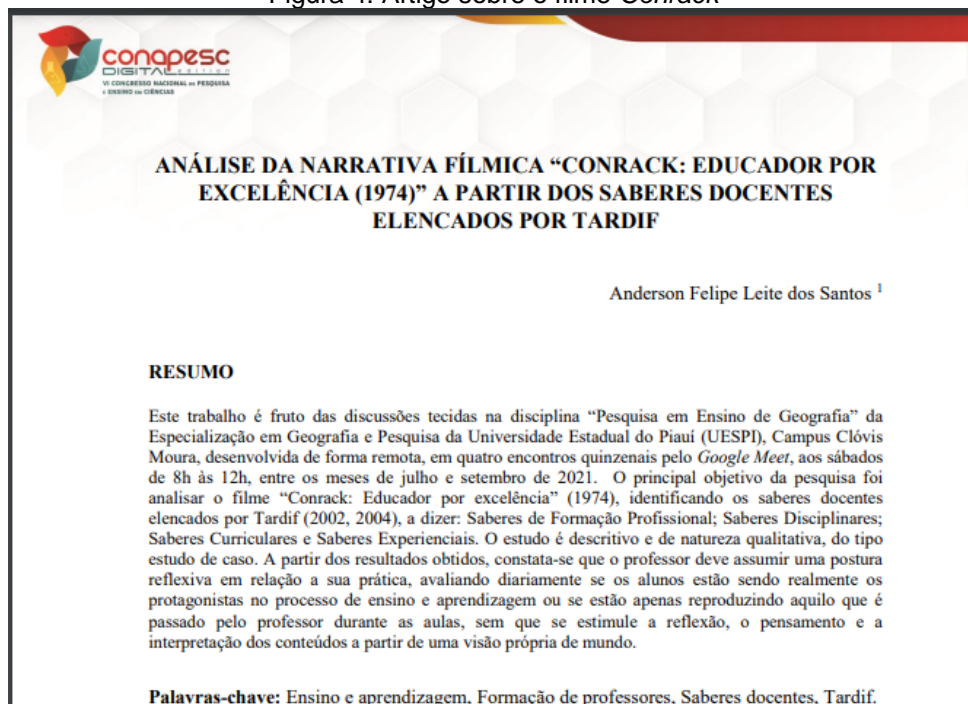 Figura 4: Artigo sobre o filme Conrack
conapesc
DIGITAL edition
VI CONGRESSO NACIONAL DE PESQUISA
E ENSINO EM CIÊNCIAS
ANÁLISE DA NARRATIVA FÍLMICA “CONRACK: EDUCADOR POR
EXCELÊNCIA (1974)” A PARTIR DOS SABERES DOCENTES
ELENCADOS POR TARDIF
Anderson Felipe Leite dos Santos 1
RESUMO
Este trabalho é fruto das discussões tecidas na disciplina “Pesquisa em Ensino de Geografia” da
Especialização em Geografia e Pesquisa da Universidade Estadual do Piauí (UESPI), Campus Clóvis
Moura, desenvolvida de forma remota, em quatro encontros quinzenais pelo Google Meet, aos sábados
de 8h às 12h, entre os meses de julho e setembro de 2021. O principal objetivo da pesquisa foi
analisar o filme “Conrack: Educador por excelência” (1974), identificando os saberes docentes
elencados por Tardif (2002, 2004), a dizer: Saberes de Formação Profissional; Saberes Disciplinares;
Saberes Curriculares e Saberes Experienciais. O estudo é descritivo e de natureza qualitativa, do tipo
estudo de caso. A partir dos resultados obtidos, constata-se que o professor deve assumir uma postura
reflexiva em relação a sua prática, avaliando diariamente se os alunos estão sendo realmente os
protagonistas no processo de ensino e aprendizagem ou se estão apenas reproduzindo aquilo que é
passado pelo professor durante as aulas, sem que se estimule a reflexão, o pensamento e a
interpretação dos conteúdos a partir de uma visão própria de mundo.
Palavras-chave: Ensino e aprendizagem, Formação de professores, Saberes docentes, Tardif.